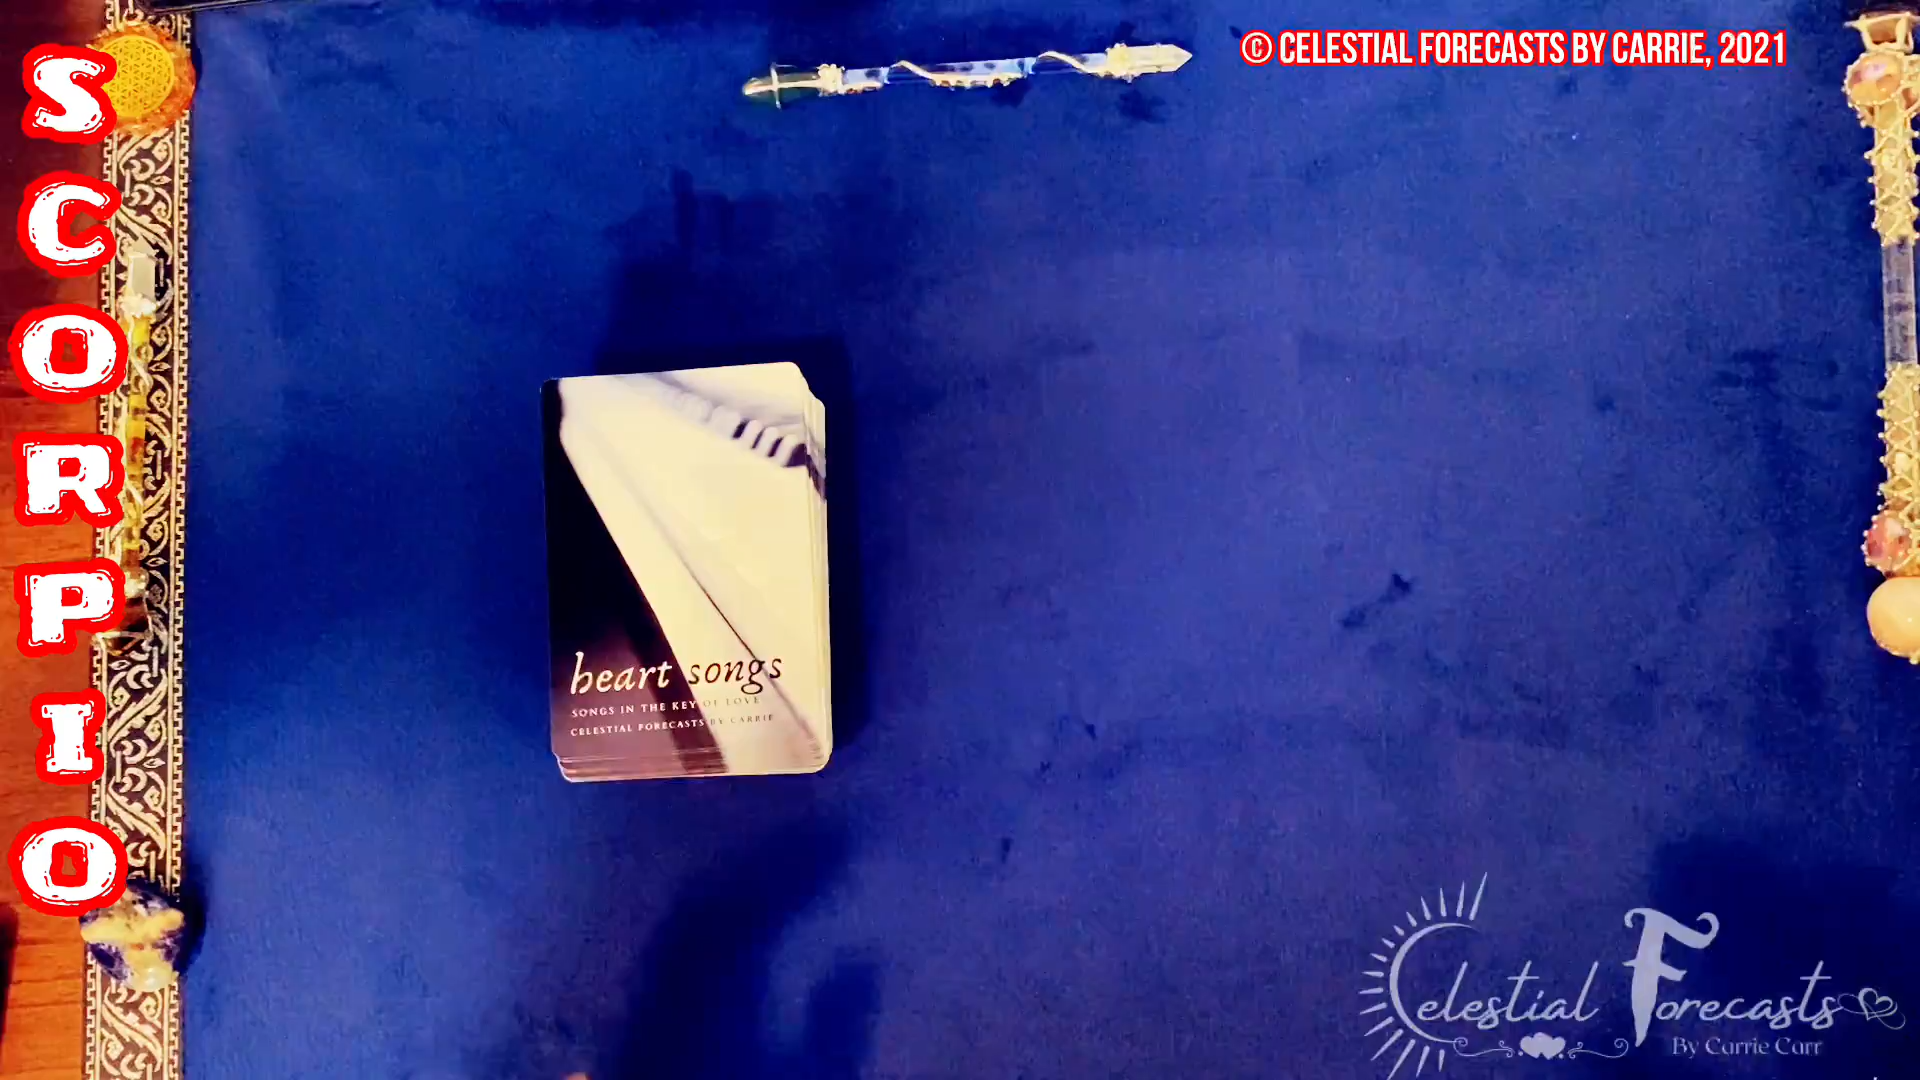 SCORPIO
© CELESTIAL FORECASTS BY CARRIE, 2021
heart songs
SONGS IN THE KEY OF LOVE
CELESTIAL FORECASTS BY CARRIE
Celestial Forecasts
By Carrie Carr